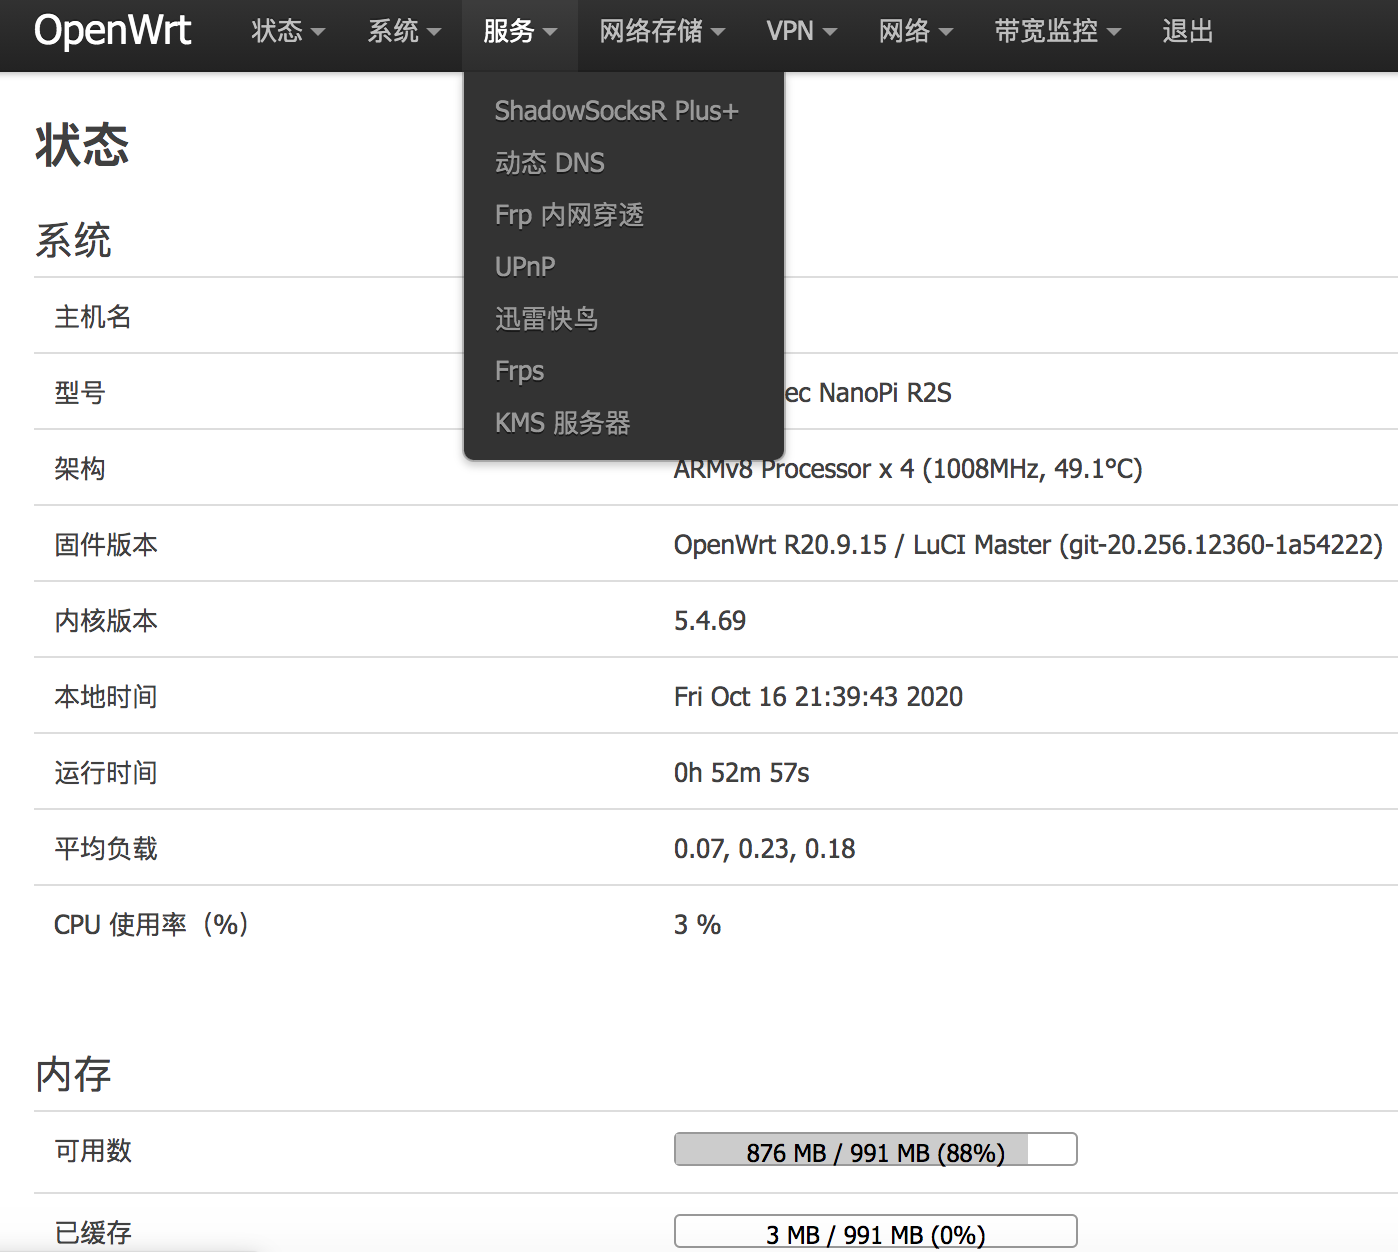 OpenWrt 状态 系统 服务 网络存储 VPN 网络 带宽监控 退出
ShadowSocksR Plus+
动态 DNS
Frp 内网穿透
UPnP
迅雷快鸟
Frps
KMS 服务器
状态
系统
主机名
型号 ec NanoPi R2S
架构 ARMv8 Processor x 4 (1008MHz, 49.1°C)
固件版本 OpenWrt R20.9.15 / LuCI Master (git-20.256.12360-1a54222)
内核版本 5.4.69
本地时间 Fri Oct 16 21:39:43 2020
运行时间 0h 52m 57s
平均负载 0.07, 0.23, 0.18
CPU 使用率（%） 3 %
内存
可用数 876 MB / 991 MB (88%)
已缓存 3 MB / 991 MB (0%)